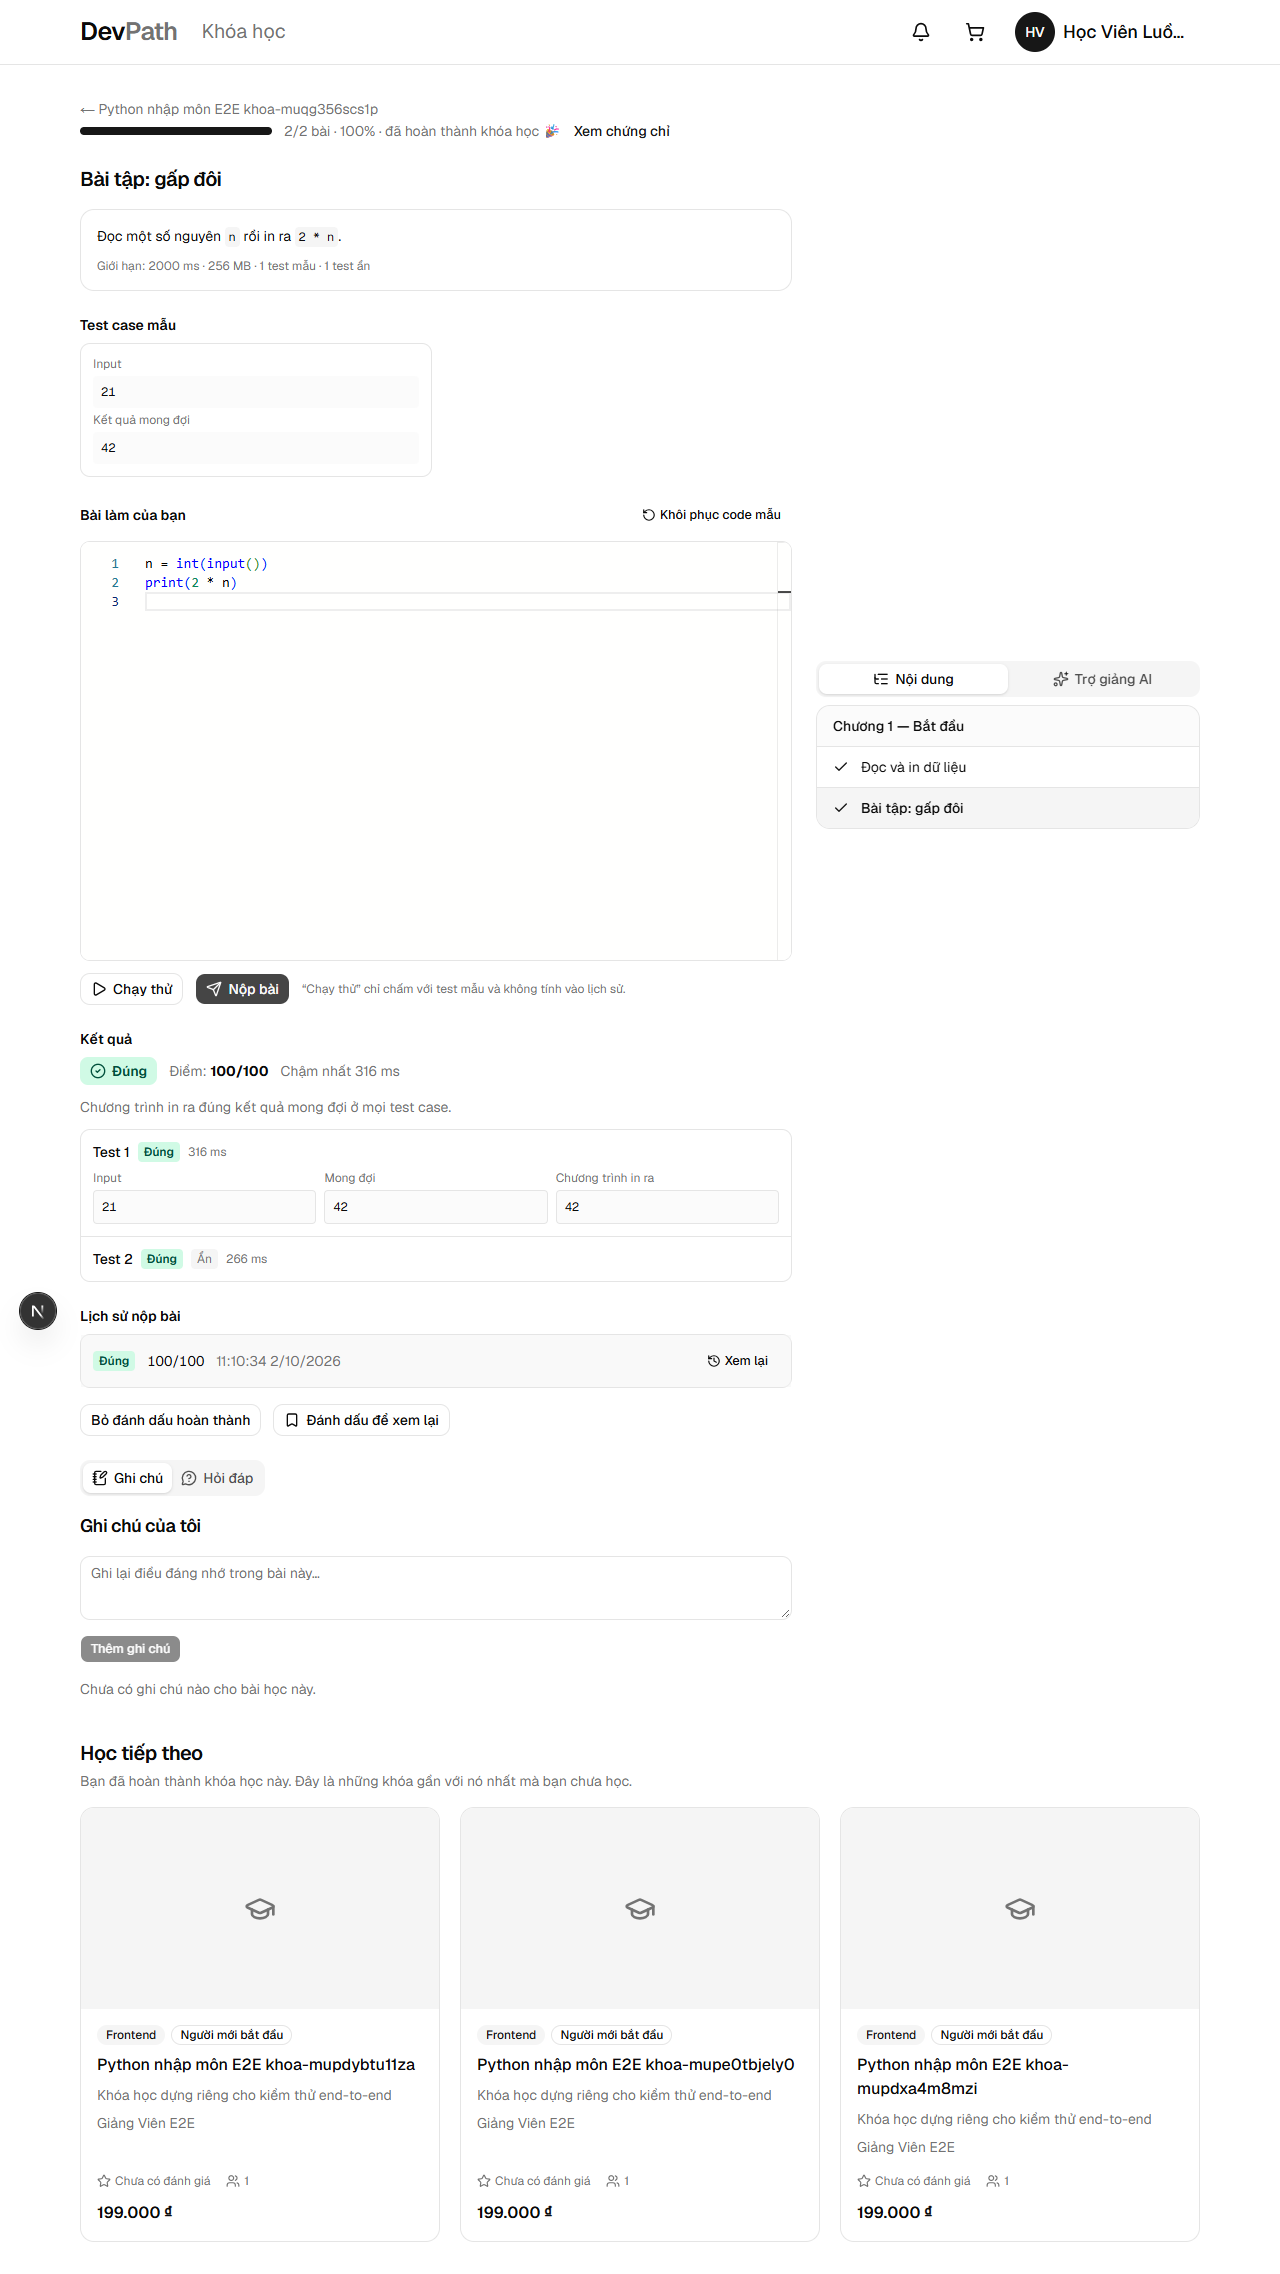 DevPath
Khóa học
HV
Học Viên Luồ...
← Python nhập môn E2E khoa-muqg356scs1p
2/2 bài · 100% · đã hoàn thành khóa học 🎉 Xem chứng chỉ
Bài tập: gấp đôi
Đọc một số nguyên n rồi in ra 2 * n.
Giới hạn: 2000 ms · 256 MB · 1 test mẫu · 1 test ẩn
Test case mẫu
Input
21
Kết quả mong đợi
42
Bài làm của bạn
Khôi phục code mẫu
1 n = int(input())
2 print(2 * n)
3
Nội dung
Trợ giảng AI
Chương 1 — Bắt đầu
Đọc và in dữ liệu
Bài tập: gấp đôi
Chạy thử
Nộp bài
“Chạy thử” chỉ chấm với test mẫu và không tính vào lịch sử.
Kết quả
Đúng Điểm: 100/100 Chậm nhất 316 ms
Chương trình in ra đúng kết quả mong đợi ở mọi test case.
Test 1 Đúng 316 ms
Input Mong đợi Chương trình in ra
21 42 42
Test 2 Đúng Ẩn 266 ms
N
Lịch sử nộp bài
Đúng 100/100 11:10:34 2/10/2026 Xem lại
Bỏ đánh dấu hoàn thành
Đánh dấu để xem lại
Ghi chú
Hỏi đáp
Ghi chú của tôi
Ghi lại điều đáng nhớ trong bài này...
Thêm ghi chú
Chưa có ghi chú nào cho bài học này.
Học tiếp theo
Bạn đã hoàn thành khóa học này. Đây là những khóa gần với nó nhất mà bạn chưa học.
Frontend Người mới bắt đầu
Python nhập môn E2E khoa-mupdybtu11za
Khóa học dựng riêng cho kiểm thử end-to-end
Giảng Viên E2E
Chưa có đánh giá 1
199.000 ₫
Frontend Người mới bắt đầu
Python nhập môn E2E khoa-mupe0tbjely0
Khóa học dựng riêng cho kiểm thử end-to-end
Giảng Viên E2E
Chưa có đánh giá 1
199.000 ₫
Frontend Người mới bắt đầu
Python nhập môn E2E khoa-
mupdxa4m8mzi
Khóa học dựng riêng cho kiểm thử end-to-end
Giảng Viên E2E
Chưa có đánh giá 1
199.000 ₫